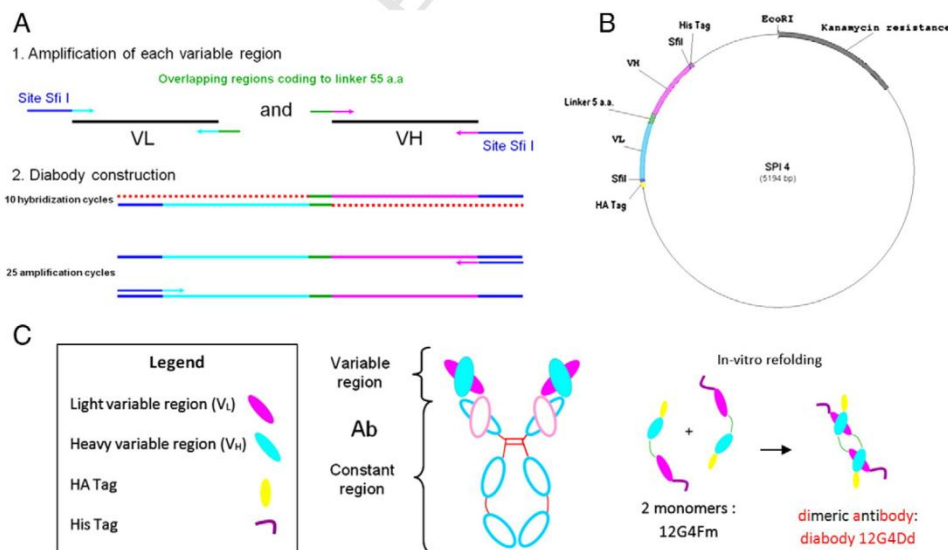 A
1. Amplification of each variable region
Overlapping regions coding to linker 55 a.a
Site Sfi I
and
VL
VH
Site Sfi I
2. Diabody construction
10 hybridization cycles
25 amplification cycles
B
EcoRI
Kanamycin resistance
His Tag
SfiI
VH
Linker 5 a.a.
VL
SfiI
HA Tag
SPI 4
(5194 bp)
C
Legend
Light variable region (VL)
Heavy variable region (VH)
HA Tag
His Tag
Variable
region
Ab
Constant
region
In-vitro refolding
+
2 monomers :
12G4Fm
dimeric antibody:
diabody 12G4Dd